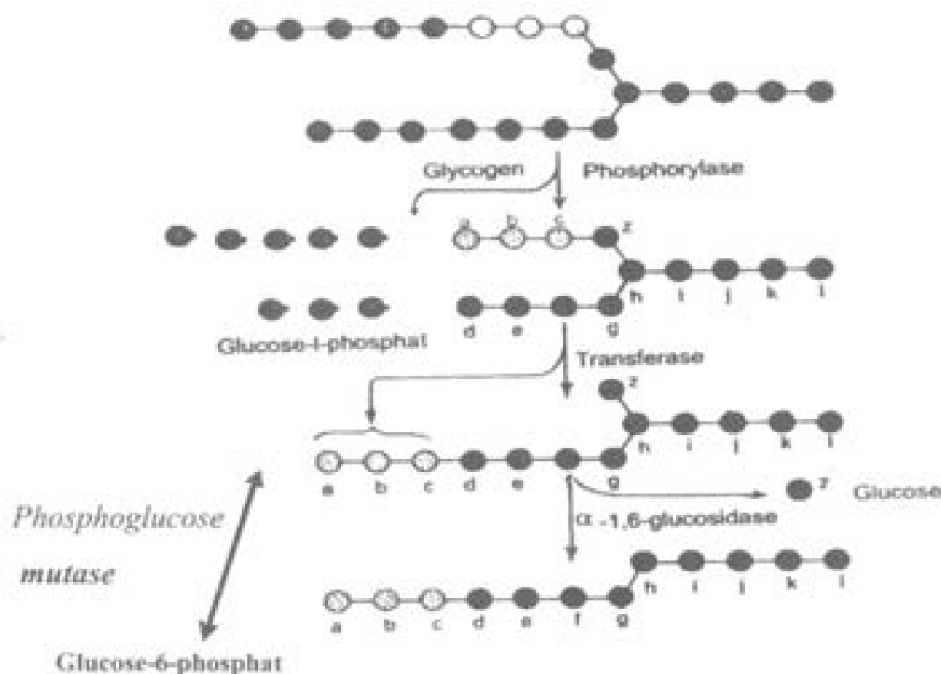 Glycogen Phosphorylase
a b c z
h i j k l
d e g
Glucose-l-phosphat
Transferase
z
h i j k l
a b c d e f g
z Glucose
α -1,6-glucosidase
Phosphoglucose
mutase
h i j k l
a b c d e f g
Glucose-6-phosphat